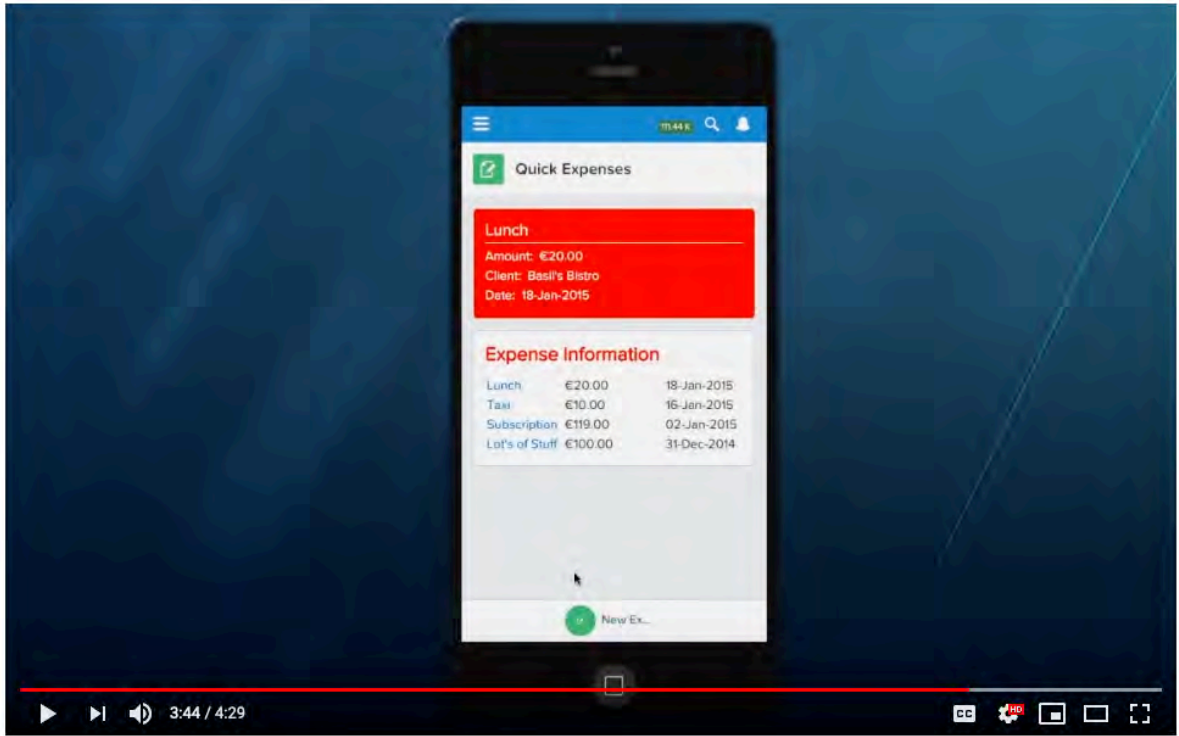 Quick Expenses
Lunch
Amount: €20.00
Client: Basil's Bistro
Date: 18-Jan-2015
Expense Information
Lunch €20.00 18-Jan-2015
Taxi €10.00 16-Jan-2015
Subscription €119.00 02-Jan-2015
Lot's of Stuff €100.00 31-Dec-2014
New Ex...
3:44 / 4:29
CC
HD